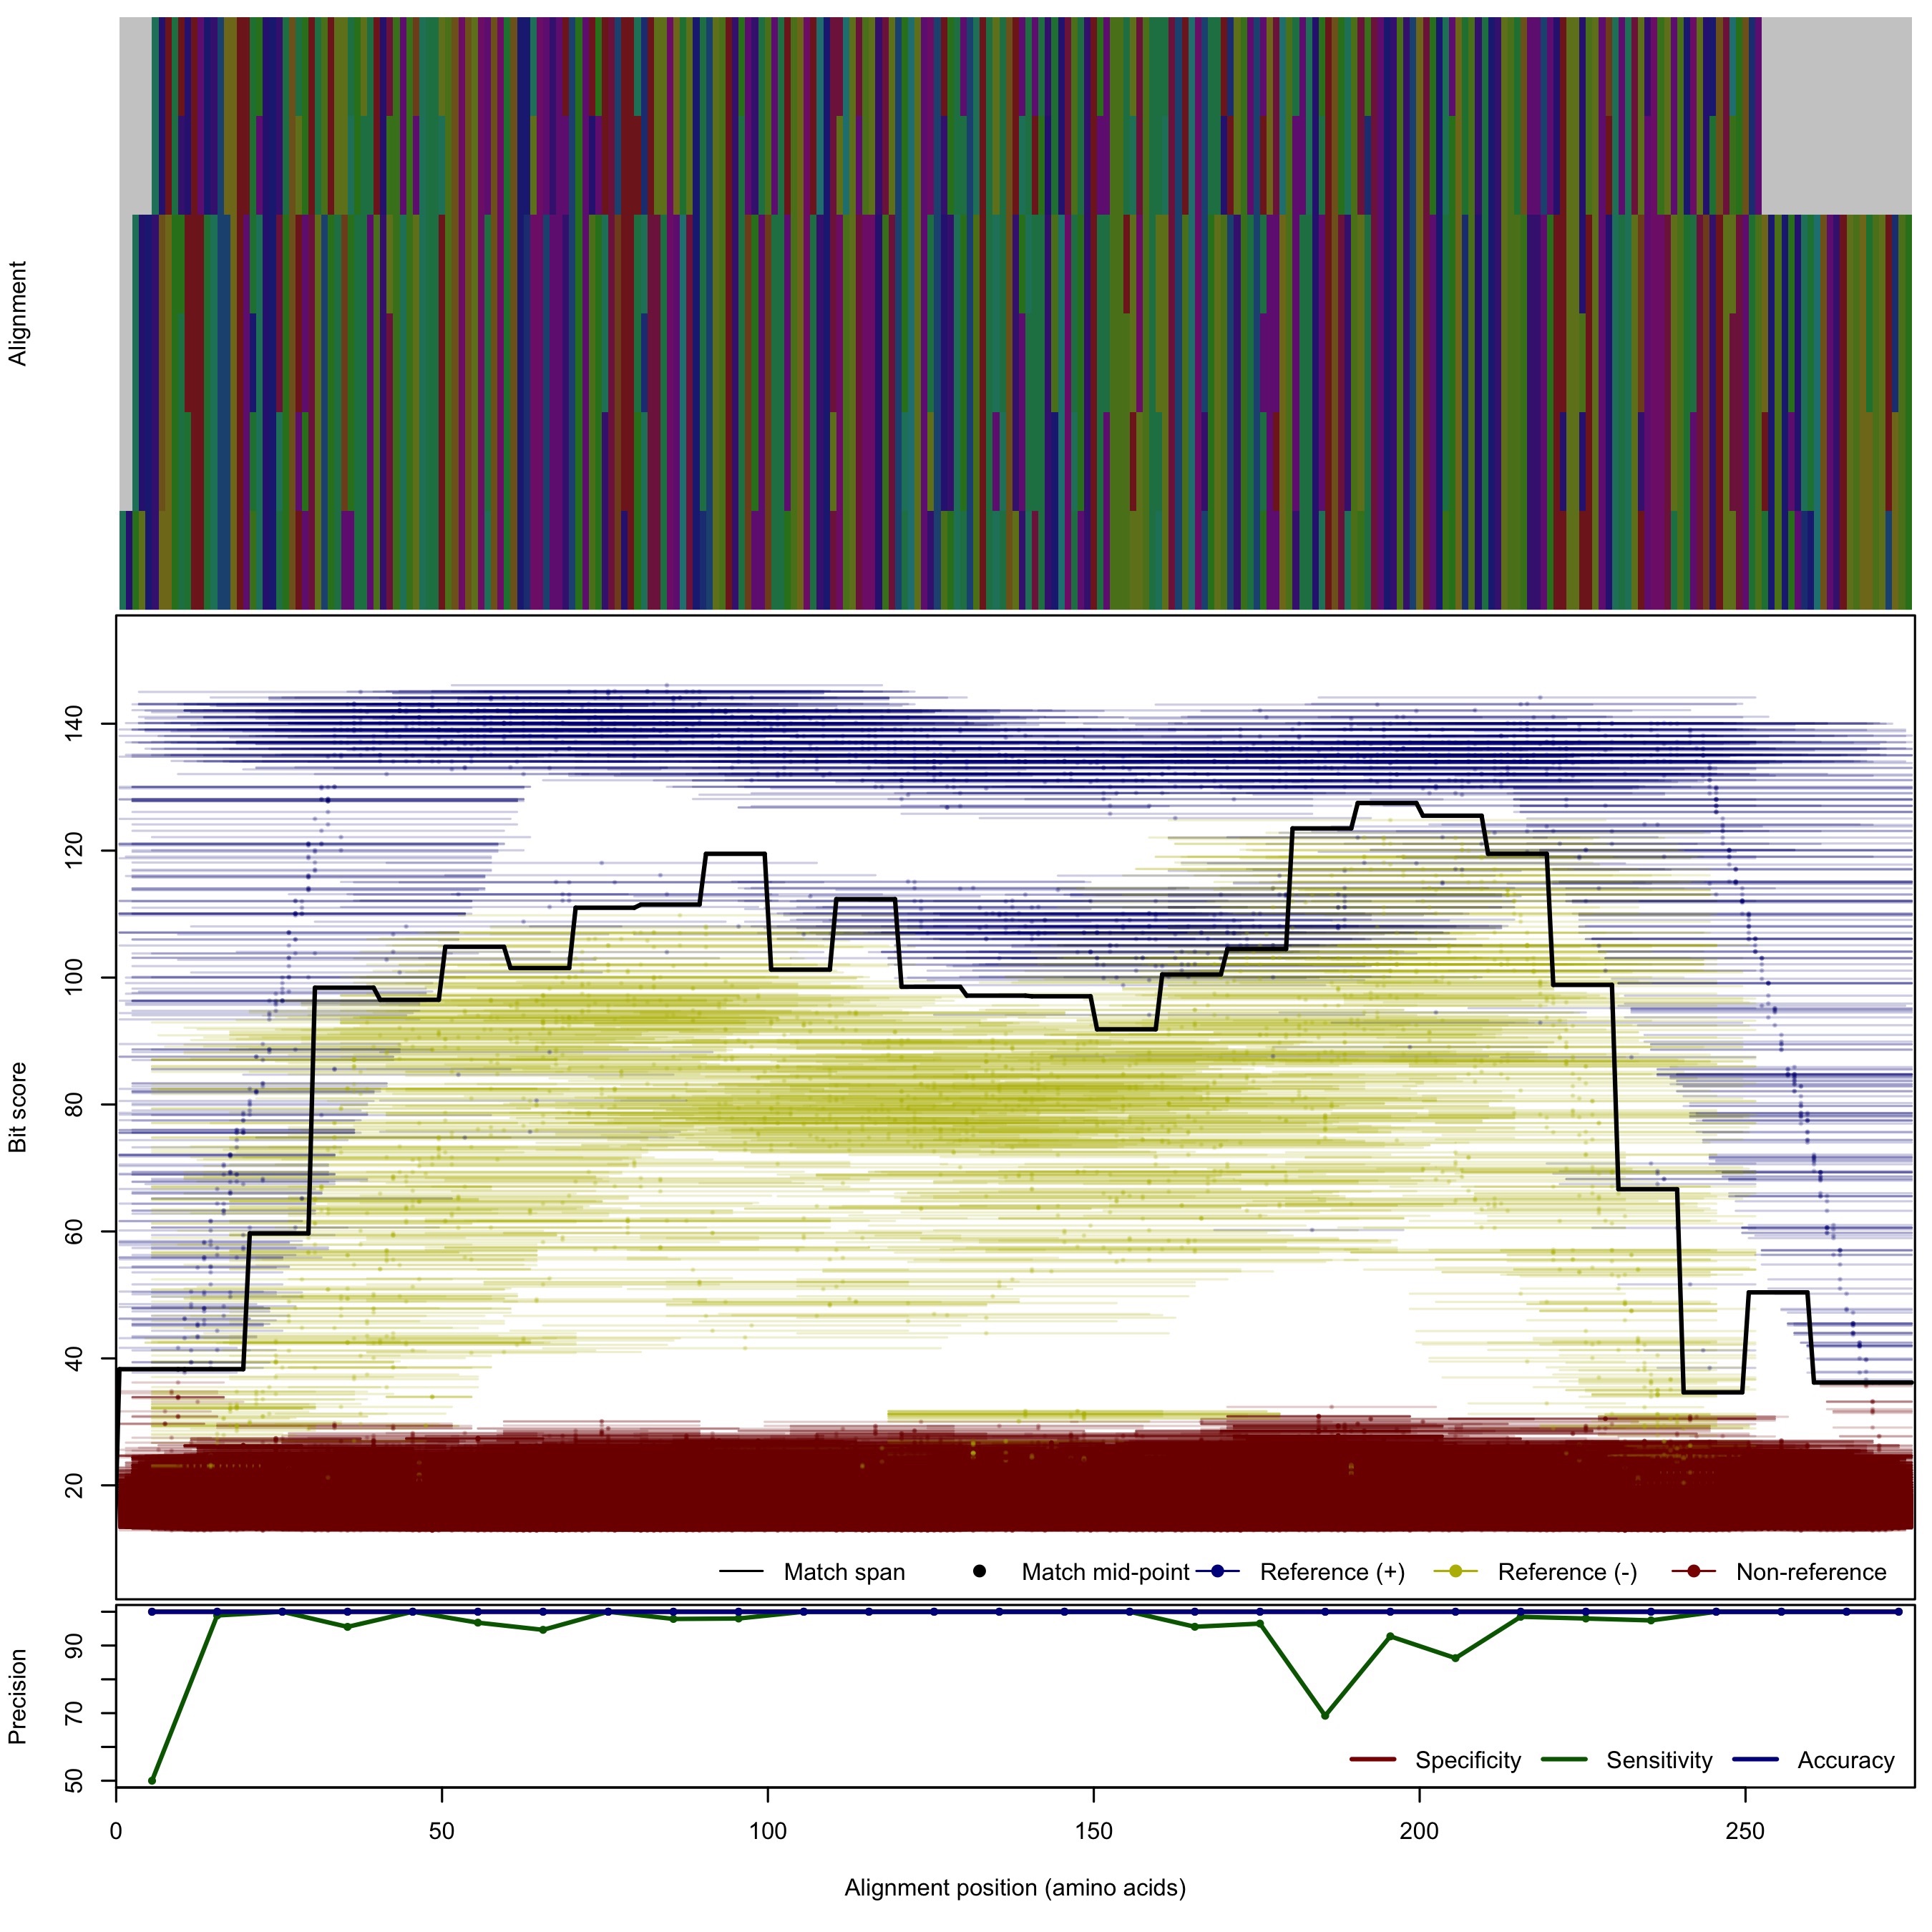 Alignment
Bit score
140
120
100
80
60
40
20
Match span
Match mid-point
Reference (+)
Reference (-)
Non-reference
Precision
90
70
50
Specificity
Sensitivity
Accuracy
0
50
100
150
200
250
Alignment position (amino acids)